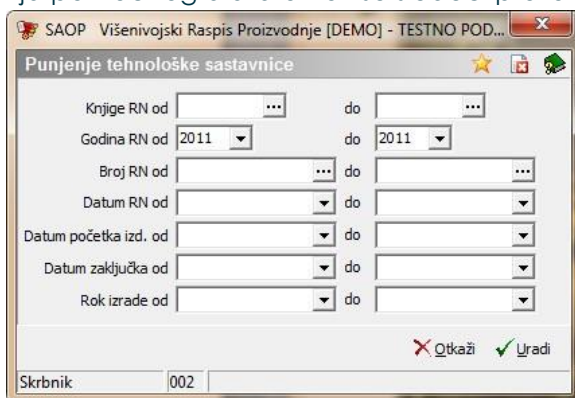 SAOP Višenivojski Raspis Proizvodnje [DEMO] - TESTNO POD...
Punjenje tehnološke sastavnice
Knjige RN od ... do ...
Godina RN od 2011 do 2011
Broj RN od ... do ...
Datum RN od do
Datum početka izd. od do
Datum zaključka od do
Rok izrade od do
Otkaži Uradi
Skrbnik 002